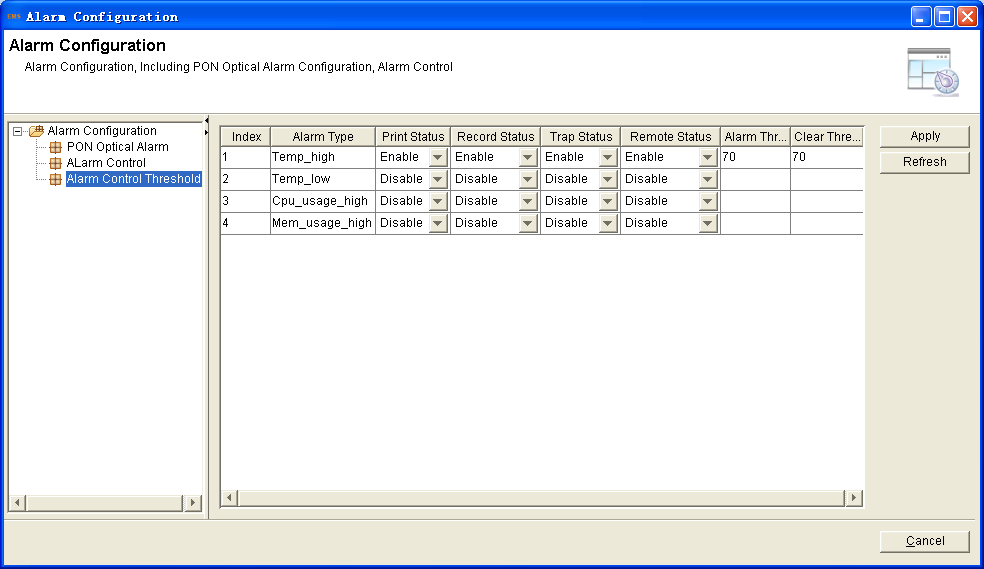 EMS Alarm Configuration
Alarm Configuration
Alarm Configuration, Including PON Optical Alarm Configuration, Alarm Control
Alarm Configuration
PON Optical Alarm
ALarm Control
Alarm Control Threshold
Index Alarm Type Print Status Record Status Trap Status Remote Status Alarm Thr... Clear Thre...
1 Temp_high Enable Enable Enable Enable 70 70
2 Temp_low Disable Disable Disable Disable
3 Cpu_usage_high Disable Disable Disable Disable
4 Mem_usage_high Disable Disable Disable Disable
Apply
Refresh
Cancel